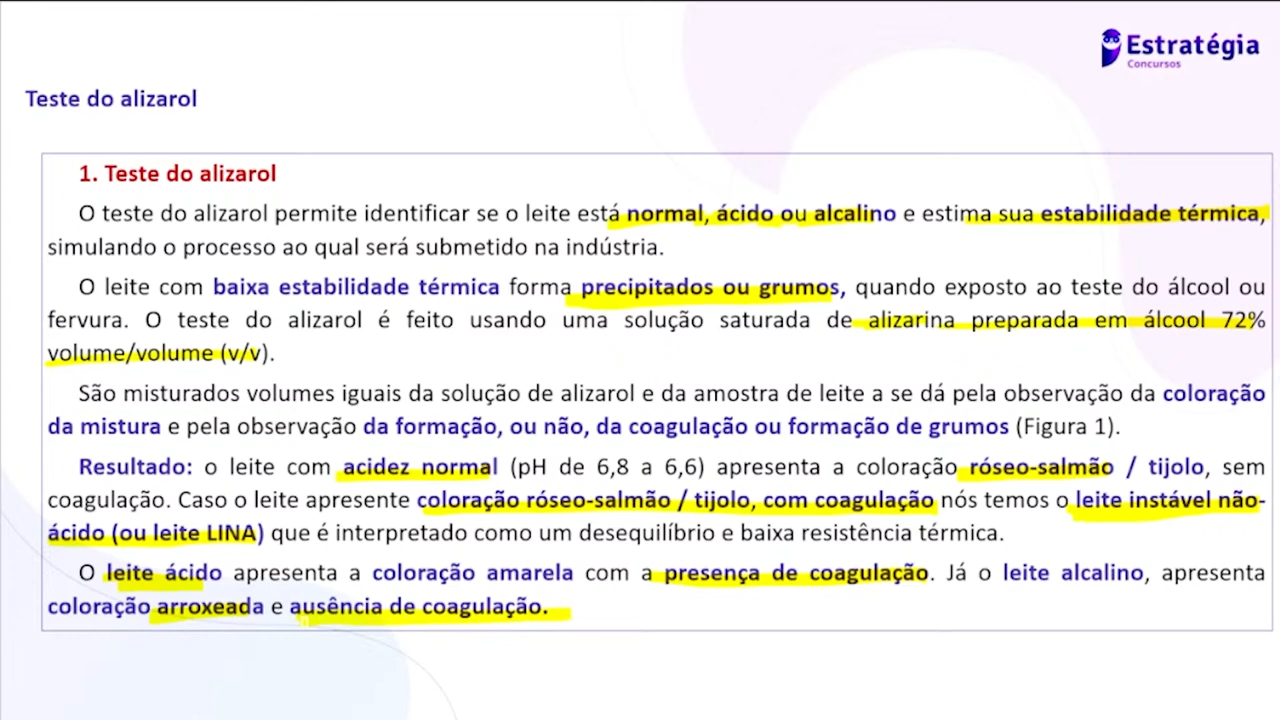 Estratégia
Concursos
Teste do alizarol
1. Teste do alizarol
O teste do alizarol permite identificar se o leite está normal, ácido ou alcalino e estima sua estabilidade térmica,
simulando o processo ao qual será submetido na indústria.
O leite com baixa estabilidade térmica forma precipitados ou grumos, quando exposto ao teste do álcool ou
fervura. O teste do alizarol é feito usando uma solução saturada de alizarina preparada em álcool 72%
volume/volume (v/v).
São misturados volumes iguais da solução de alizarol e da amostra de leite a se dá pela observação da coloração
da mistura e pela observação da formação, ou não, da coagulação ou formação de grumos (Figura 1).
Resultado: o leite com acidez normal (pH de 6,8 a 6,6) apresenta a coloração róseo-salmão / tijolo, sem
coagulação. Caso o leite apresente coloração róseo-salmão / tijolo, com coagulação nós temos o leite instável não-
ácido (ou leite LINA) que é interpretado como um desequilíbrio e baixa resistência térmica.
O leite ácido apresenta a coloração amarela com a presença de coagulação. Já o leite alcalino, apresenta
coloração arroxeada e ausência de coagulação.